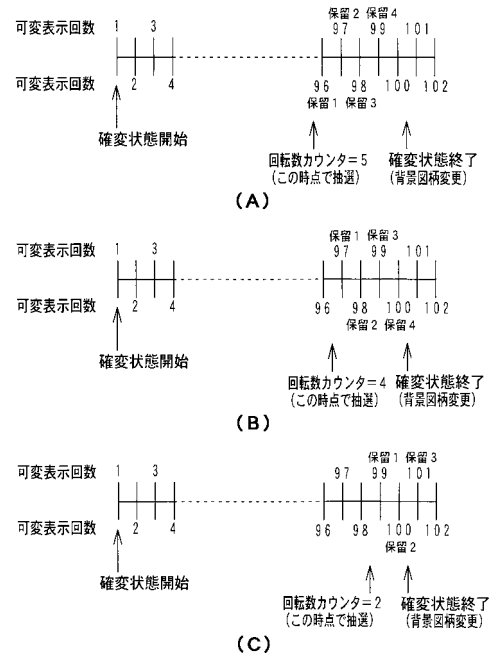 保留2 保留4
可変表示回数 1 3 97 99 101
可変表示回数 2 4 96 98 100 102
保留1 保留3
確変状態開始
回転数カウンタ=5 確変状態終了
(この時点で抽選) (背景図柄変更)
(A)
保留1 保留3
可変表示回数 1 3 97 99 101
可変表示回数 2 4 96 98 100 102
保留2 保留4
確変状態開始
回転数カウンタ=4 確変状態終了
(この時点で抽選) (背景図柄変更)
(B)
保留1 保留3
可変表示回数 1 3 97 99 101
可変表示回数 2 4 96 98 100 102
保留2
確変状態開始
回転数カウンタ=2 確変状態終了
(この時点で抽選) (背景図柄変更)
(C)